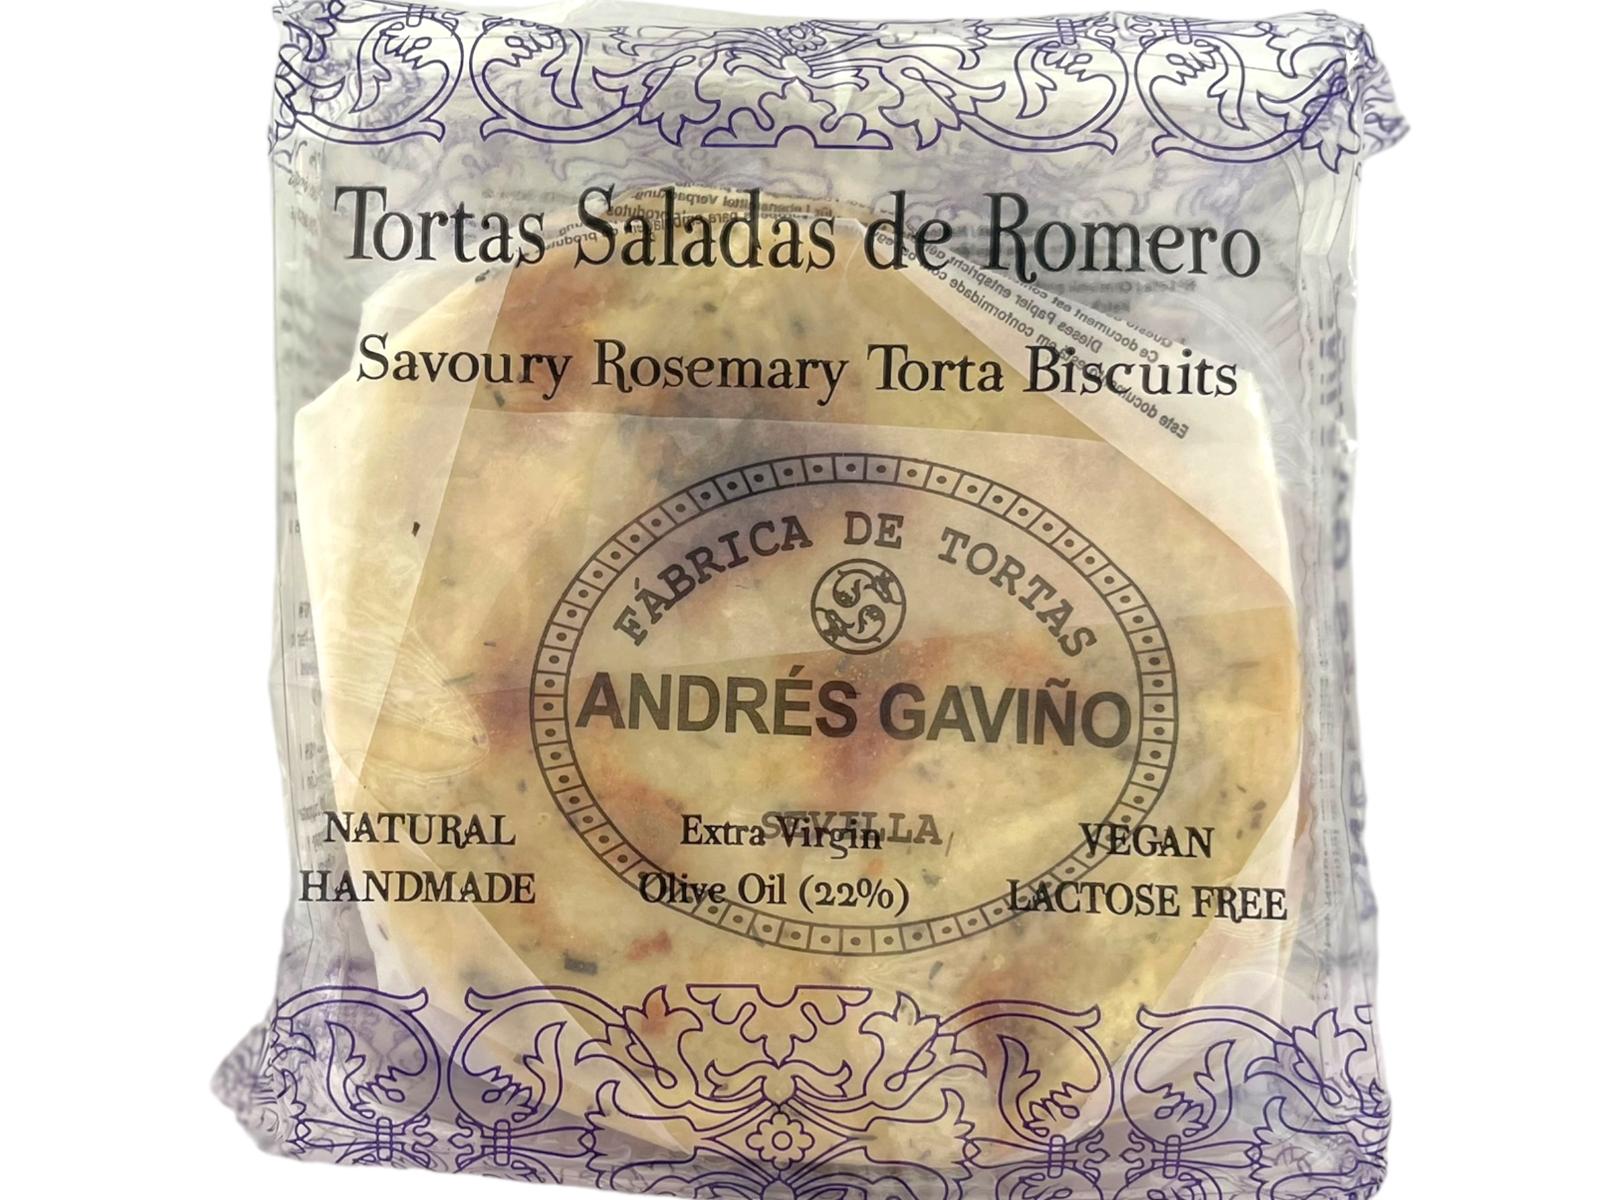 Tortas Saladas de Romero
Savoury Rosemary Torta Biscuits
FÁBRICA DE TORTAS
ANDRÉS GAVIÑO
SEVILLA
NATURAL
HANDMADE
Extra Virgin
Olive Oil (22%)
VEGAN
LACTOSE FREE